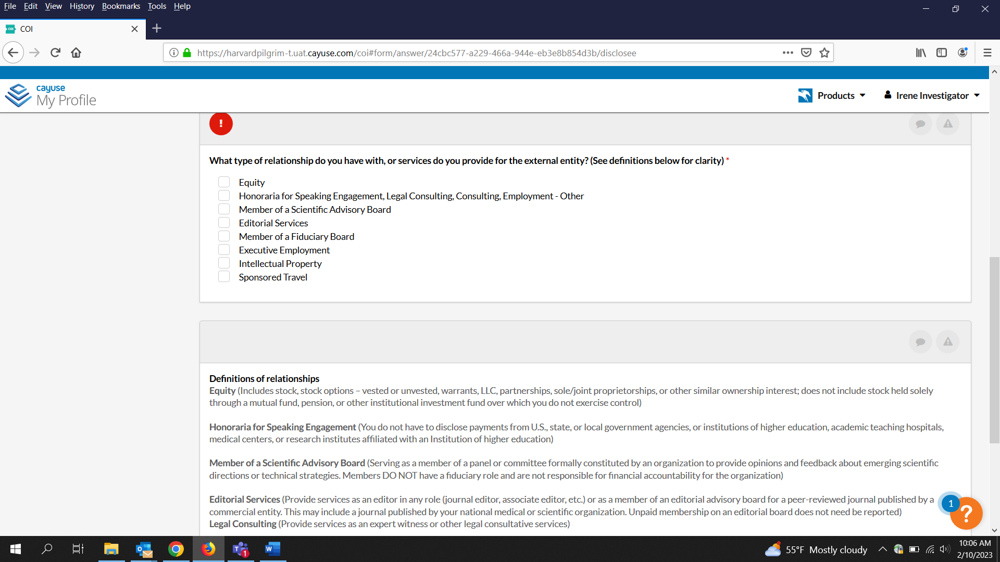 File Edit View History Bookmarks Tools Help
COI COI
https://harvardpilgrim-t.uat.cayuse.com/coi#form/answer/24cbc577-a229-466a-944e-eb3e8b854d3b/disclosee
cayuse
My Profile
Products
Irene Investigator
!
What type of relationship do you have with, or services do you provide for the external entity? (See definitions below for clarity) *
Equity
Honoraria for Speaking Engagement, Legal Consulting, Consulting, Employment - Other
Member of a Scientific Advisory Board
Editorial Services
Member of a Fiduciary Board
Executive Employment
Intellectual Property
Sponsored Travel
Definitions of relationships
Equity (Includes stock, stock options – vested or unvested, warrants, LLC, partnerships, sole/joint proprietorships, or other similar ownership interest; does not include stock held solely
through a mutual fund, pension, or other institutional investment fund over which you do not exercise control)
Honoraria for Speaking Engagement (You do not have to disclose payments from U.S., state, or local government agencies, or institutions of higher education, academic teaching hospitals,
medical centers, or research institutes affiliated with an Institution of higher education)
Member of a Scientific Advisory Board (Serving as a member of a panel or committee formally constituted by an organization to provide opinions and feedback about emerging scientific
directions or technical strategies. Members DO NOT have a fiduciary role and are not responsible for financial accountability for the organization)
Editorial Services (Provide services as an editor in any role (journal editor, associate editor, etc.) or as a member of an editorial advisory board for a peer-reviewed journal published by a
commercial entity. This may include a journal published by your national medical or scientific organization. Unpaid membership on an editorial board does not need be reported)
Legal Consulting (Provide services as an expert witness or other legal consultative services)
1
?
55°F Mostly cloudy
10:06 AM
2/10/2023